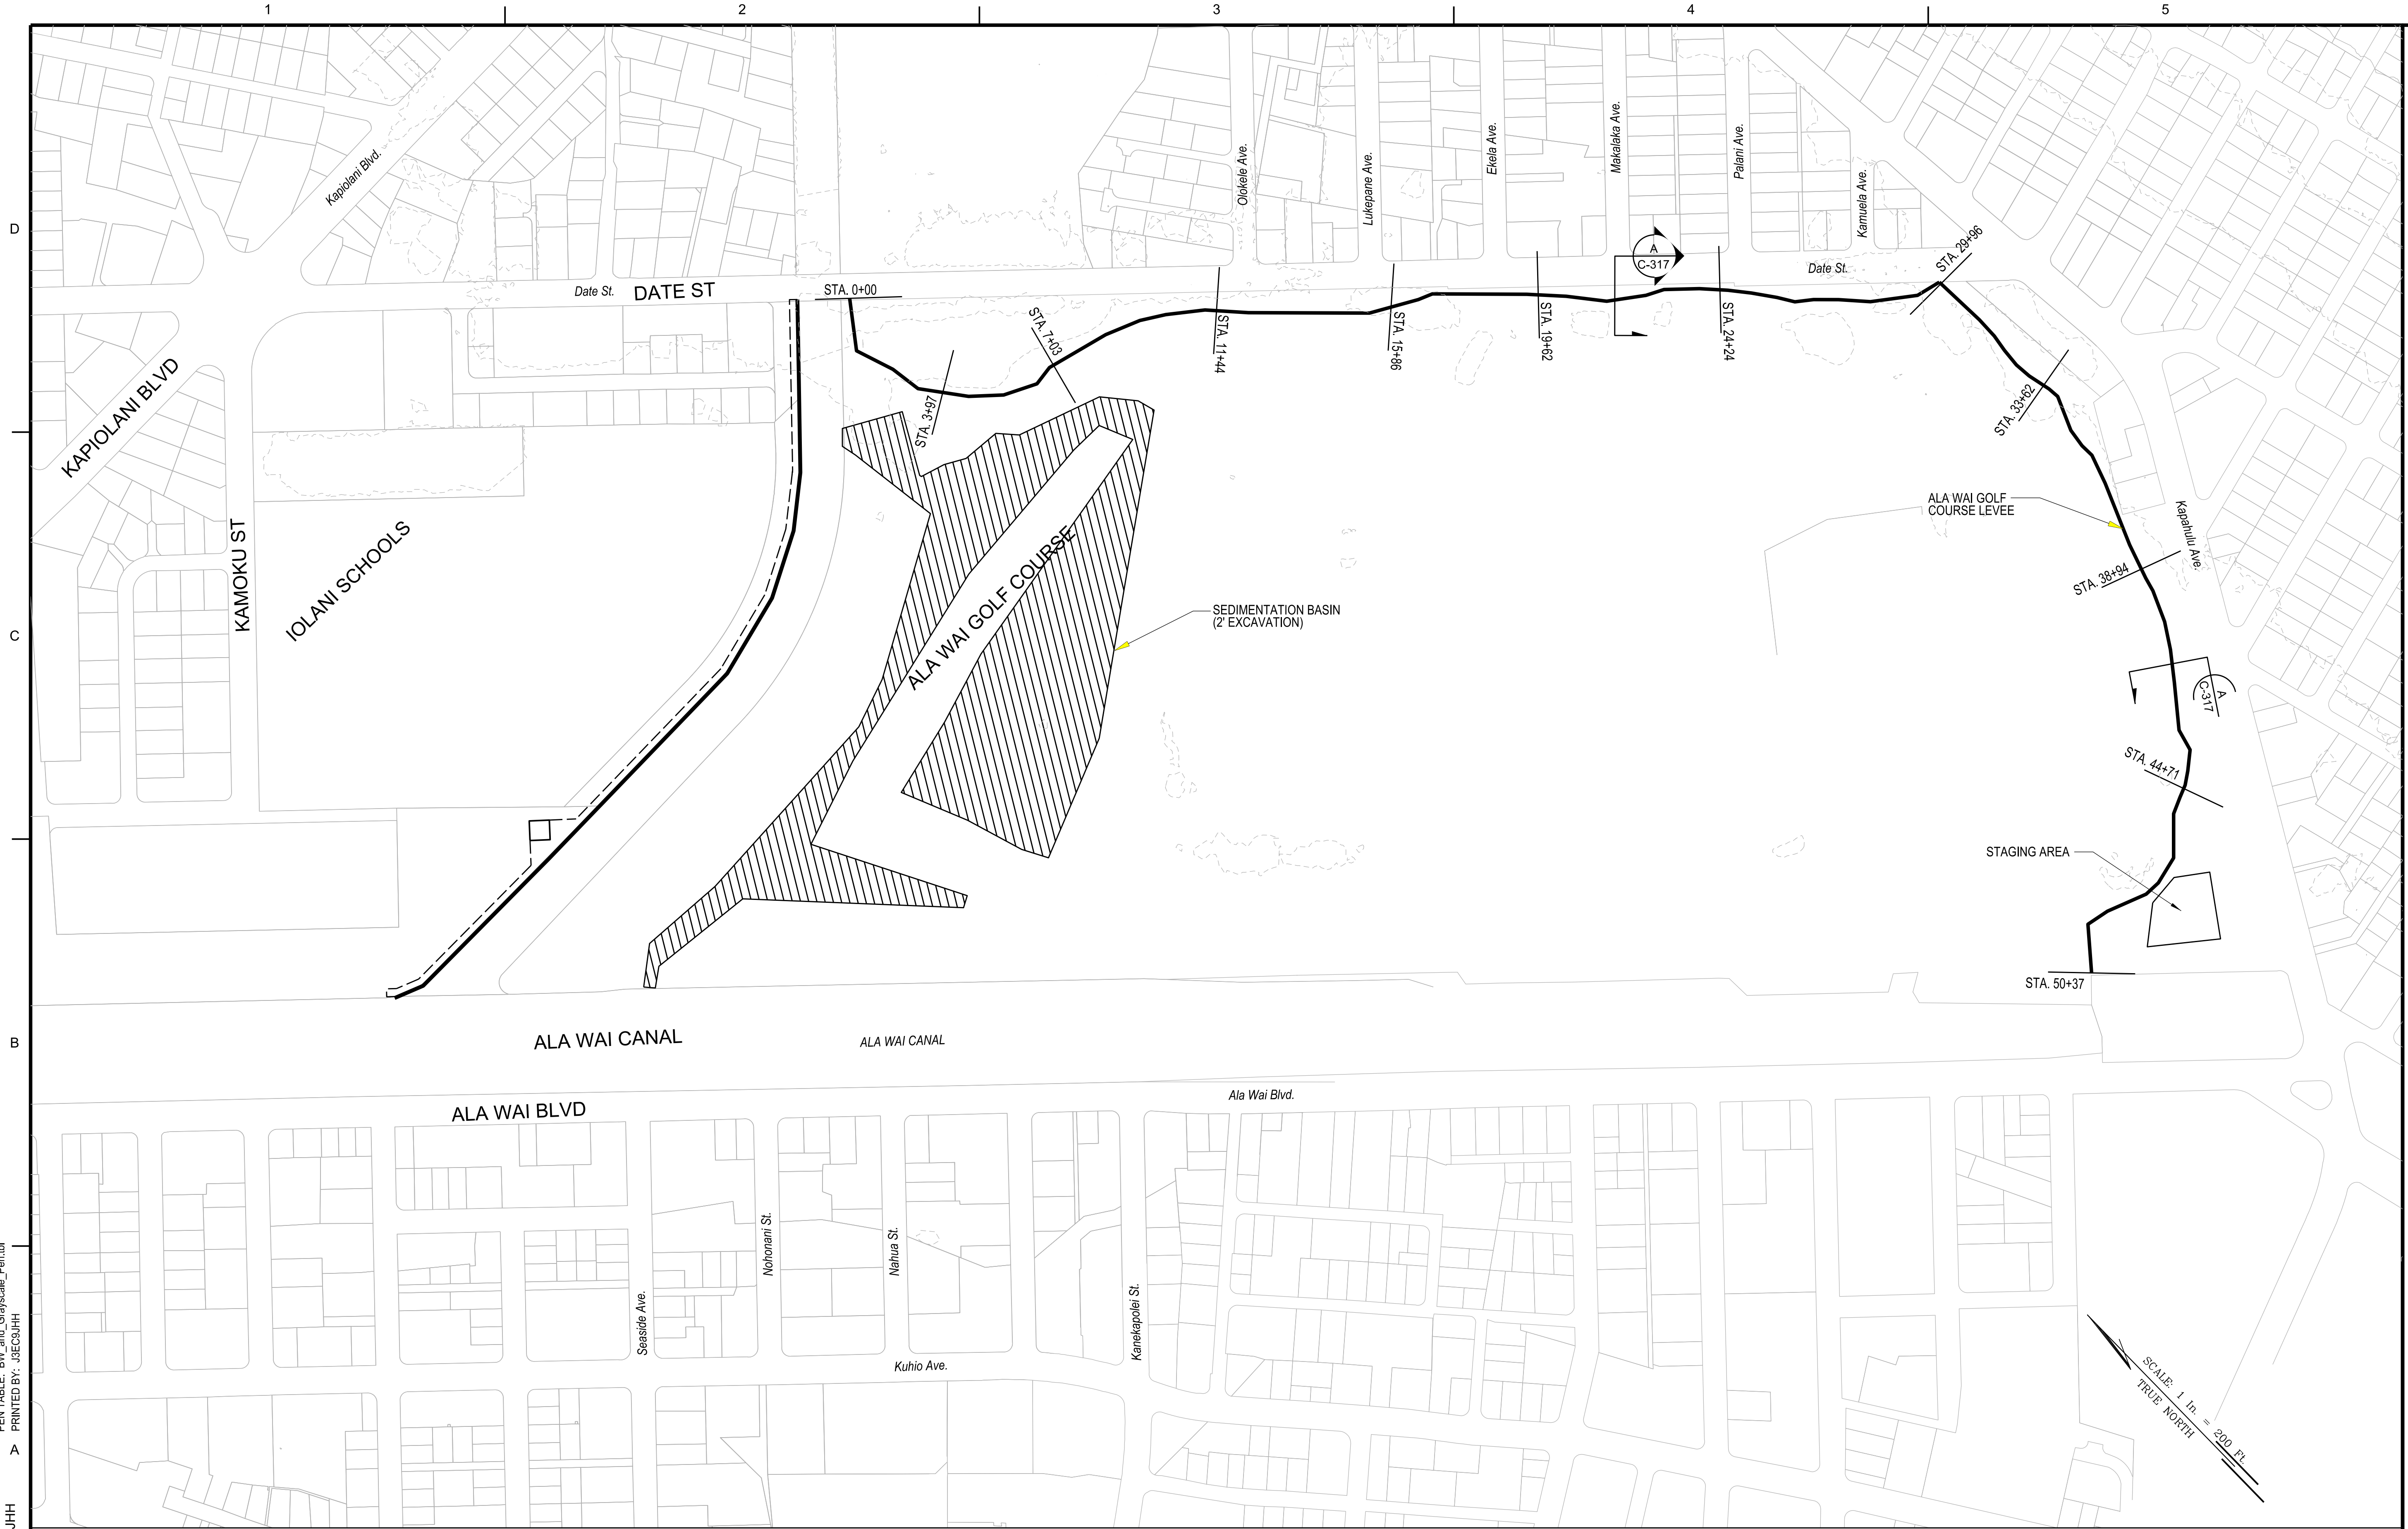 1
2
3
4
5
D
C
B
A
Kapiolani Blvd.
Olokele Ave.
Lukepane Ave.
Ekela Ave.
Makalaka Ave.
Palani Ave.
Kamuela Ave.
A
C-317
Date St.
DATE ST
Date St.
STA. 0+00
STA. 3+97
STA. 7+03
STA. 11+44
STA. 15+86
STA. 19+62
STA. 24+24
STA. 29+96
STA. 33+62
KAPIOLANI BLVD
KAMOKU ST
IOLANI SCHOOLS
ALA WAI GOLF COURSE
SEDIMENTATION BASIN
(2' EXCAVATION)
ALA WAI GOLF
COURSE LEVEE
Kapahulu Ave.
STA. 38+94
A
C-317
STA. 44+71
STAGING AREA
STA. 50+37
ALA WAI CANAL
ALA WAI CANAL
ALA WAI BLVD
Ala Wai Blvd.
Seaside Ave.
Nohonani St.
Nahua St.
Kanekapolei St.
Kuhio Ave.
SCALE: 1 In. = 200 Ft.
TRUE NORTH
PEN TABLE: BW_and_Grayscale_Pen.tbl
PRINTED BY: J3EC9JHH
JHH